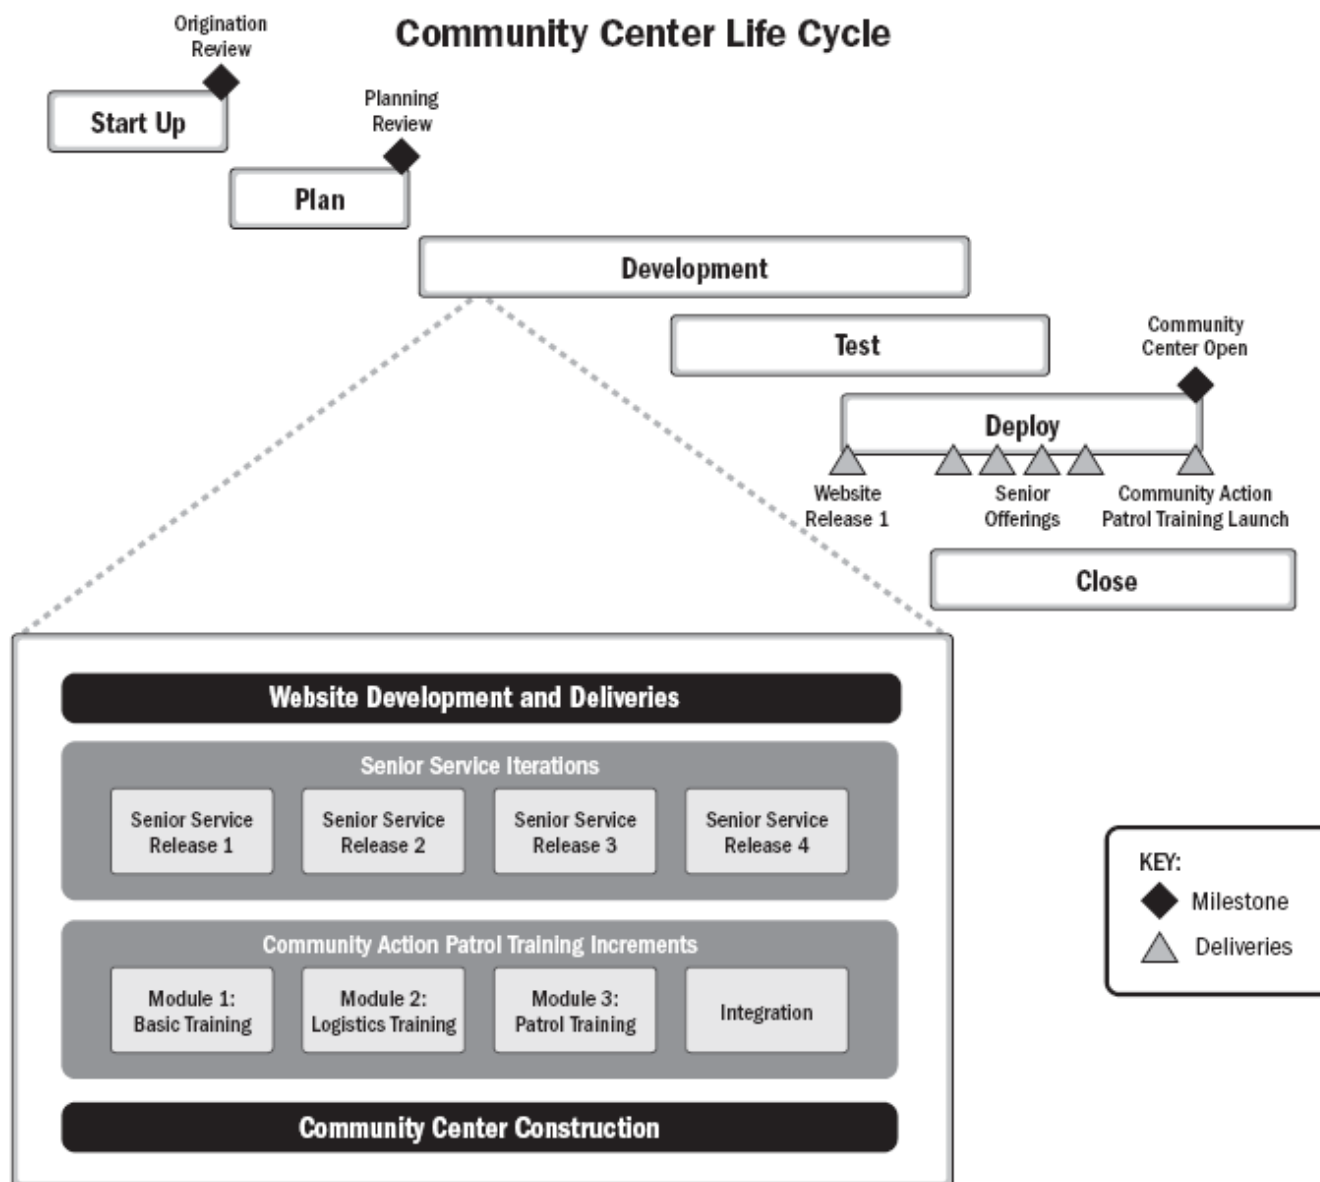 Community Center Life Cycle
Origination
Review
Start Up
Planning
Review
Plan
Development
Test
Community
Center Open
Deploy
Website
Release 1
Senior
Offerings
Community Action
Patrol Training Launch
Close
Website Development and Deliveries
Senior Service Iterations
Senior Service
Release 1
Senior Service
Release 2
Senior Service
Release 3
Senior Service
Release 4
Community Action Patrol Training Increments
Module 1:
Basic Training
Module 2:
Logistics Training
Module 3:
Patrol Training
Integration
Community Center Construction
KEY:
Milestone
Deliveries